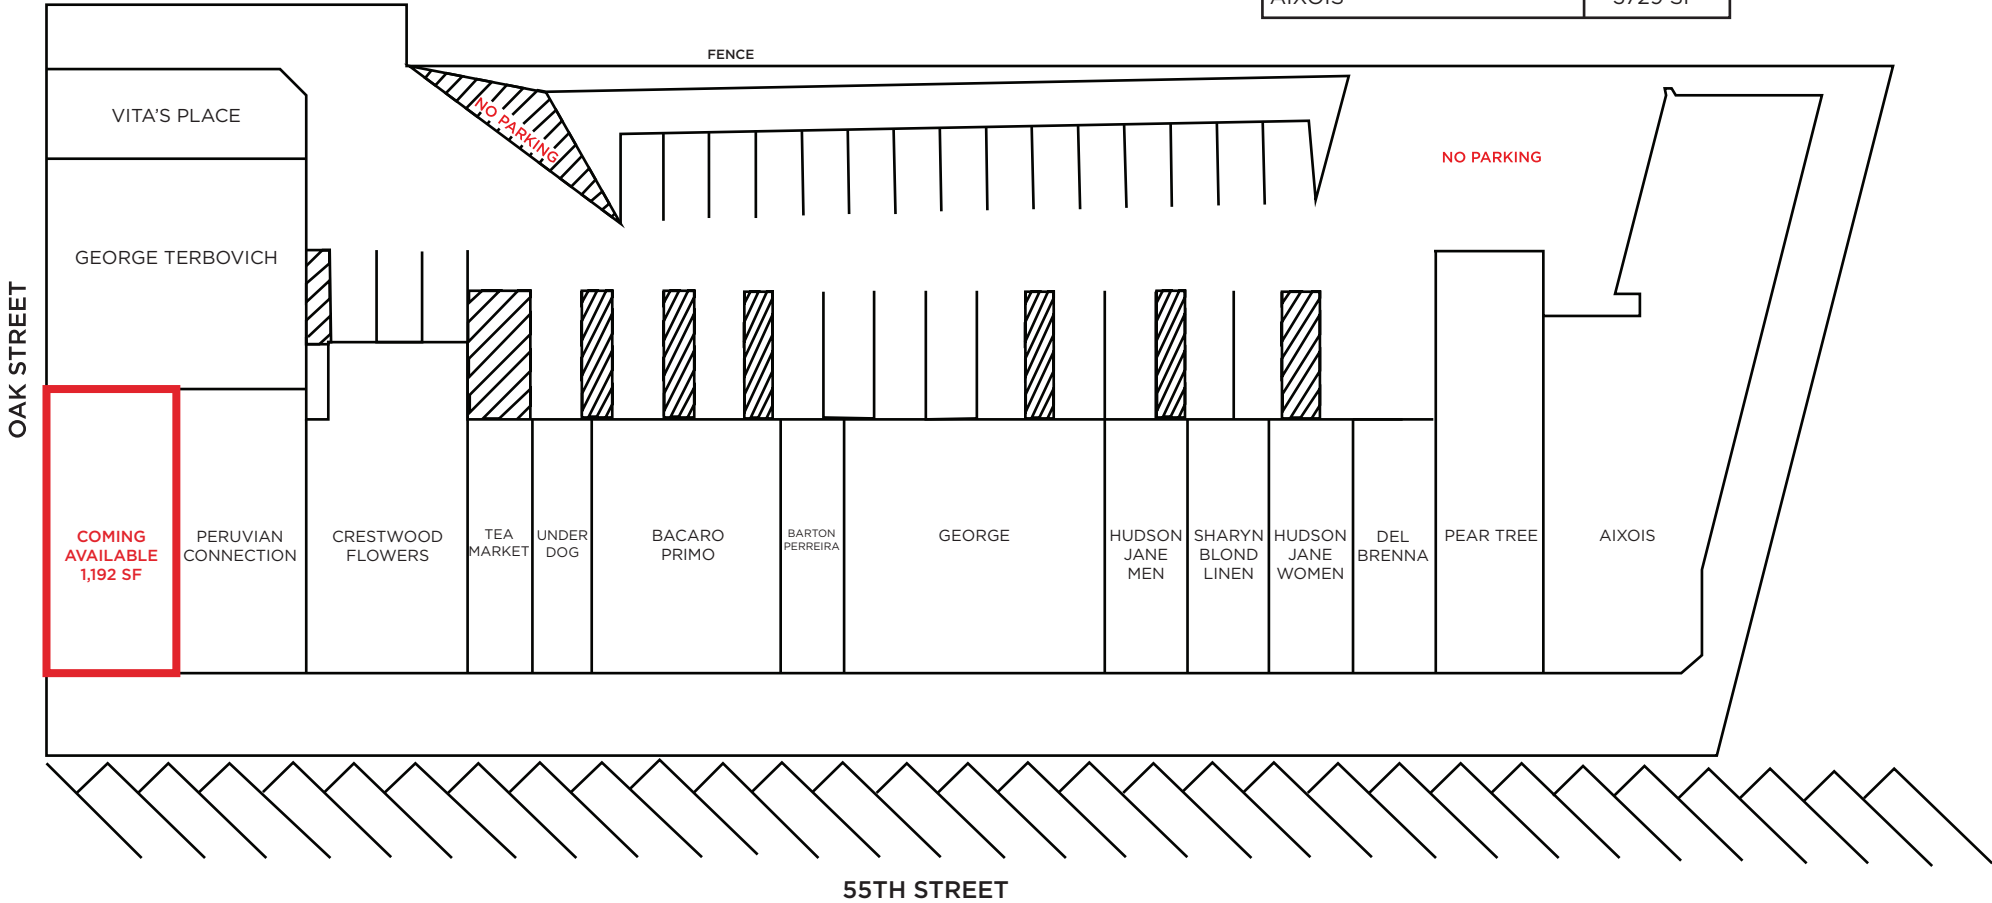 AIXOIS 3729 SF
FENCE
VITA'S PLACE
NO PARKING
NO PARKING
GEORGE TERBOVICH
OAK STREET
COMING
AVAILABLE
1,192 SF
PERUVIAN
CONNECTION
CRESTWOOD
FLOWERS
TEA
MARKET
UNDER
DOG
BACARO
PRIMO
BARTON
PERREIRA
GEORGE
HUDSON
JANE
MEN
SHARYN
BLOND
LINEN
HUDSON
JANE
WOMEN
DEL
BRENNA
PEAR TREE
AIXOIS
55TH STREET